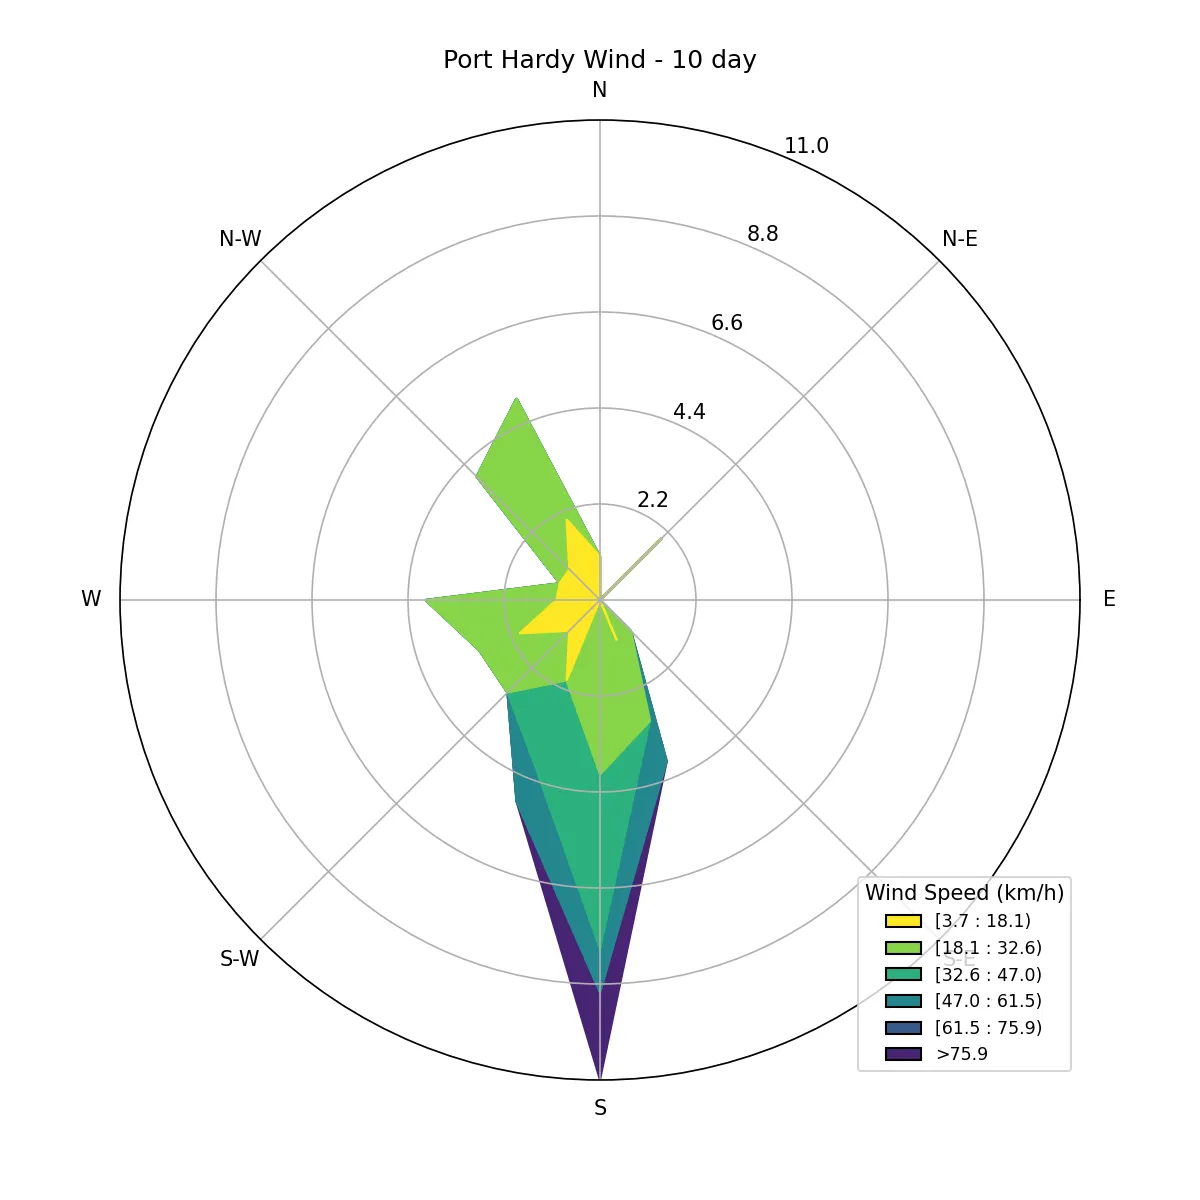 Port Hardy Wind - 10 day
N
11.0
N-W
8.8
N-E
6.6
4.4
2.2
W
E
Wind Speed (km/h)
[3.7 : 18.1)
[18.1 : 32.6)
S-W
S-E
[32.6 : 47.0)
[47.0 : 61.5)
[61.5 : 75.9)
>75.9
S